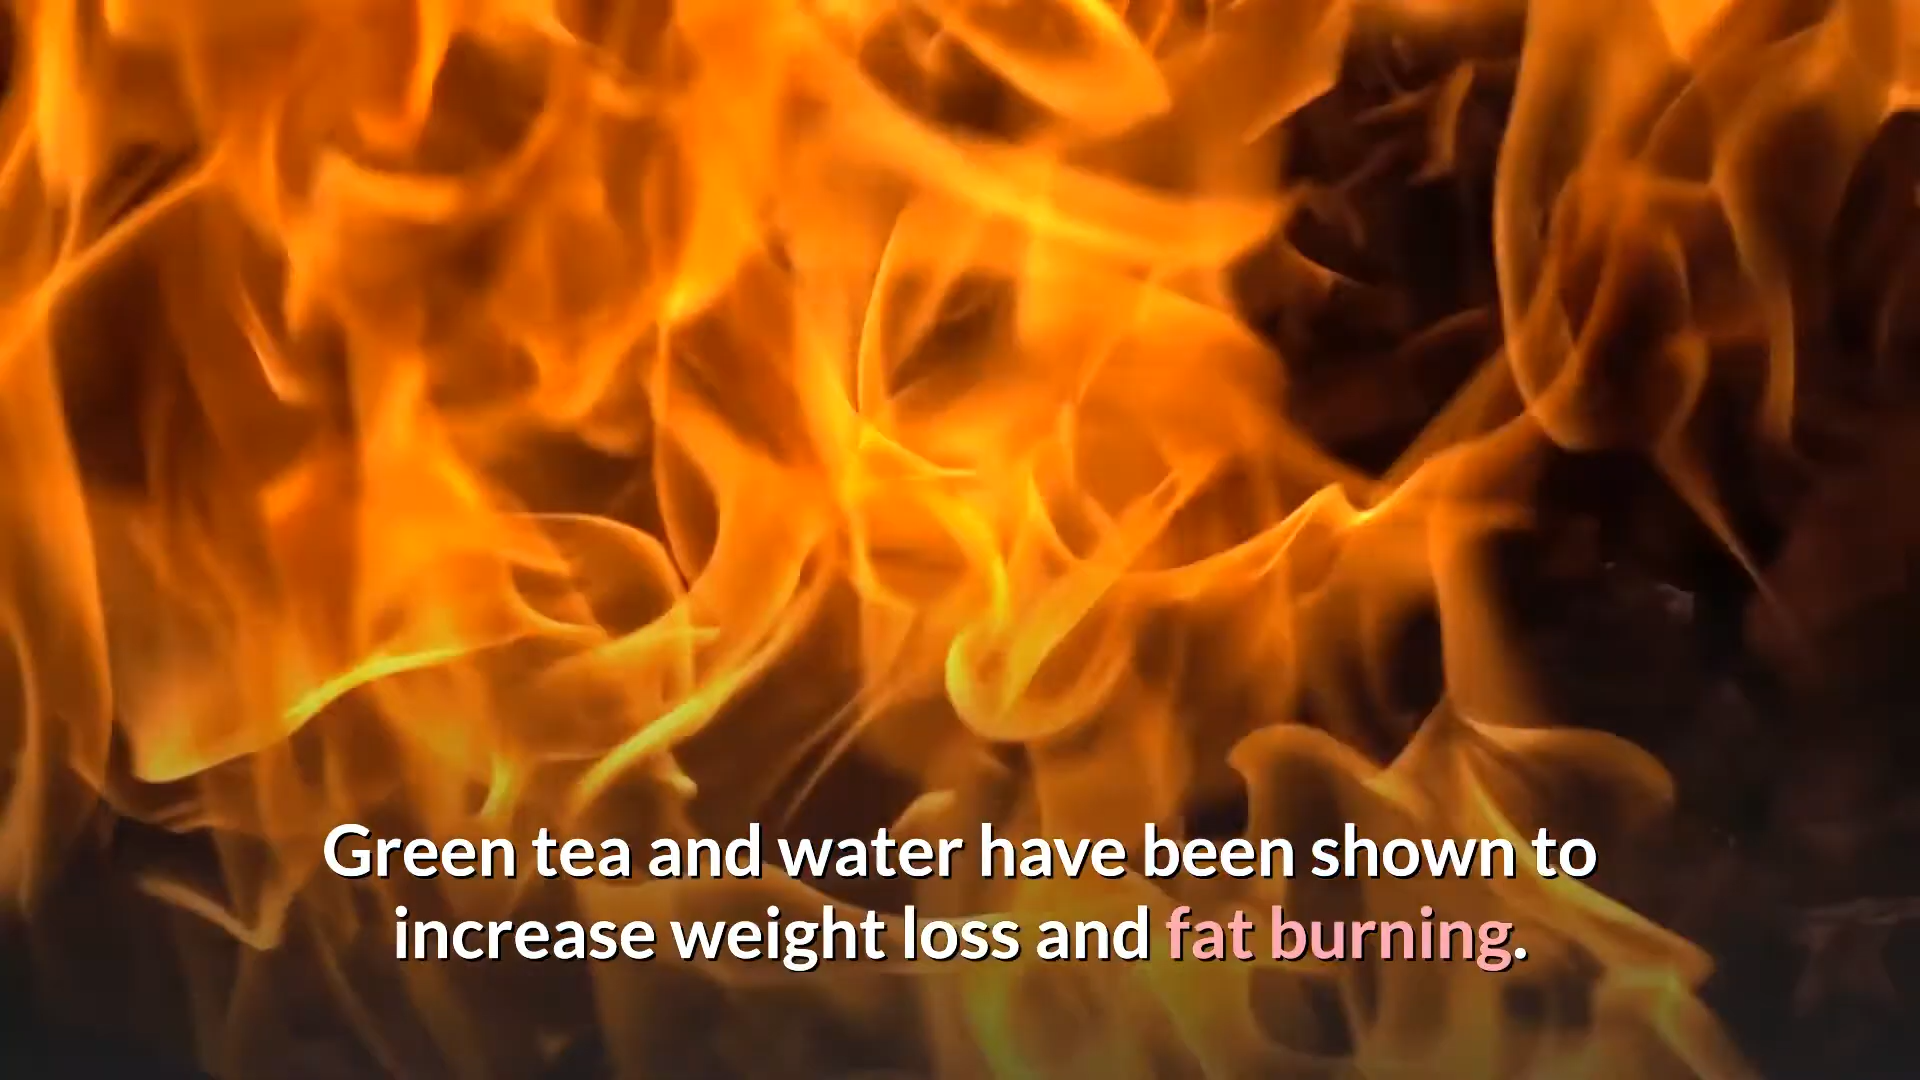 Green tea and water have been shown to
increase weight loss and fat burning.